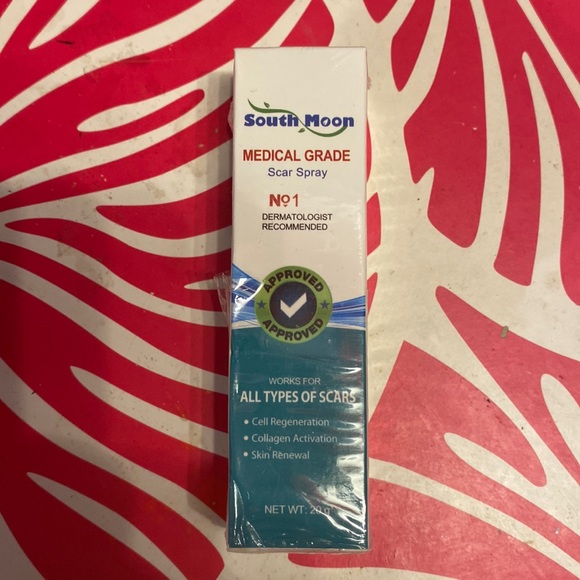 South Moon
MEDICAL GRADE
Scar Spray
No1
DERMATOLOGIST
RECOMMENDED
APPROVED
APPROVED
WORKS FOR
ALL TYPES OF SCARS
• Cell Regeneration
• Collagen Activation
• Skin Renewal
NET WT: 20 g